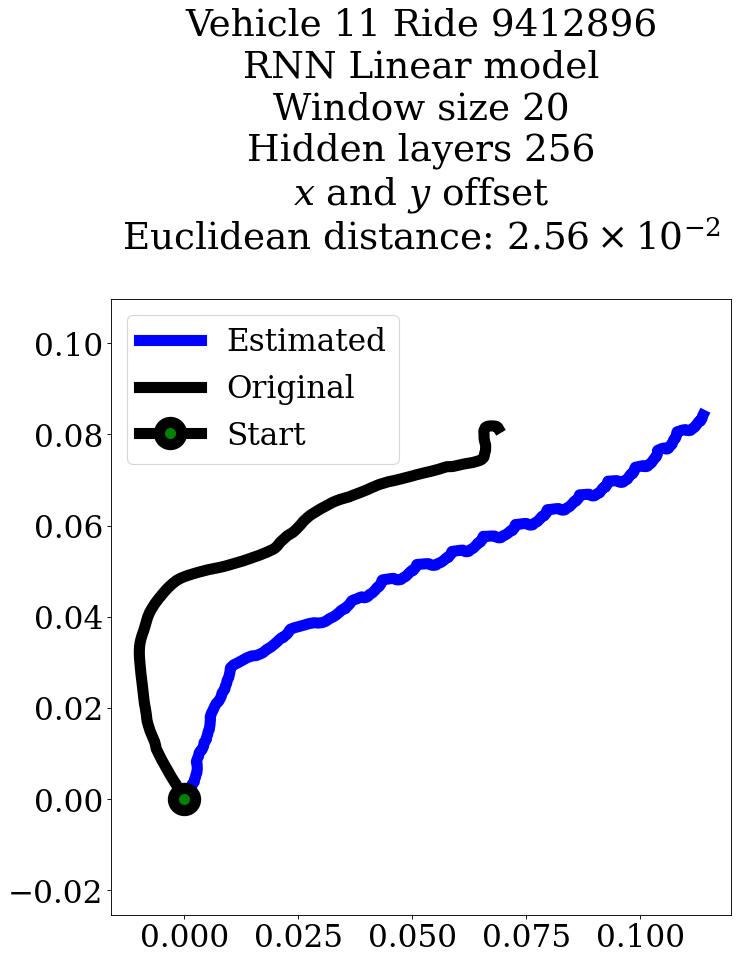 Vehicle 11 Ride 9412896
RNN Linear model
Window size 20
Hidden layers 256
x and y offset
Euclidean distance: 2.56 × 10⁻²
Estimated
Original
Start
0.10
0.08
0.06
0.04
0.02
0.00
−0.02
0.000 0.025 0.050 0.075 0.100